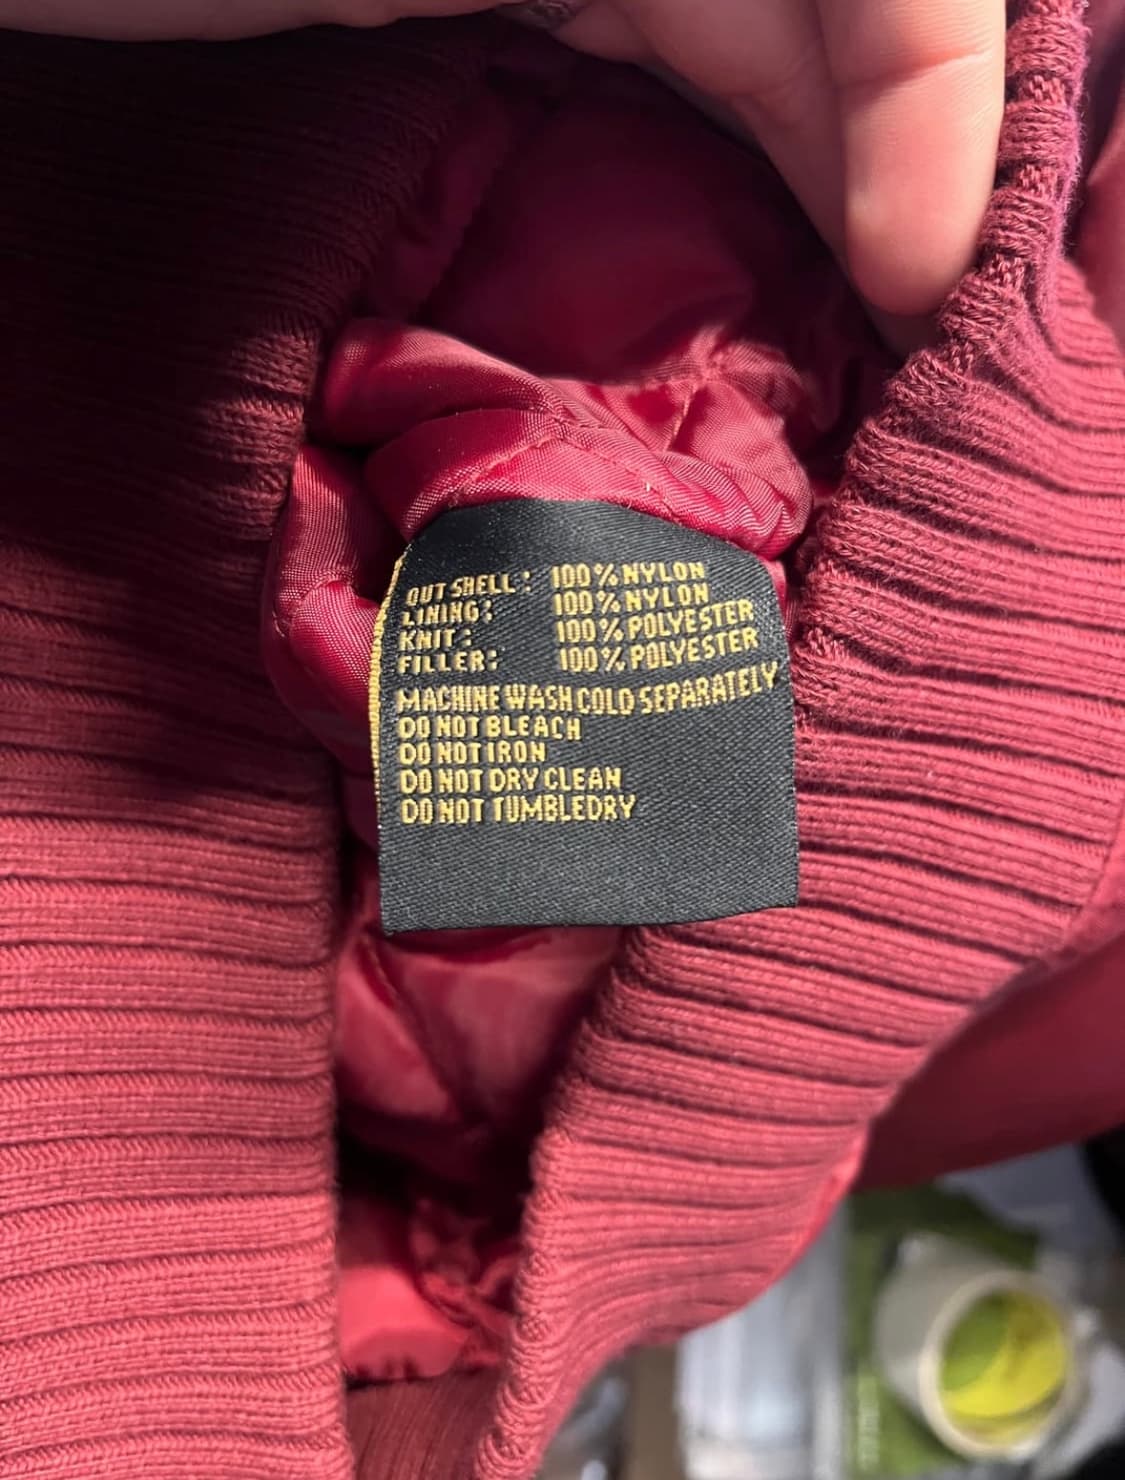 OUT SHELL: 100% NYLON
LINING: 100% NYLON
KNIT: 100% POLYESTER
FILLER: 100% POLYESTER
MACHINE WASH COLD SEPARATELY
DO NOT BLEACH
DO NOT IRON
DO NOT DRY CLEAN
DO NOT TUMBLEDRY